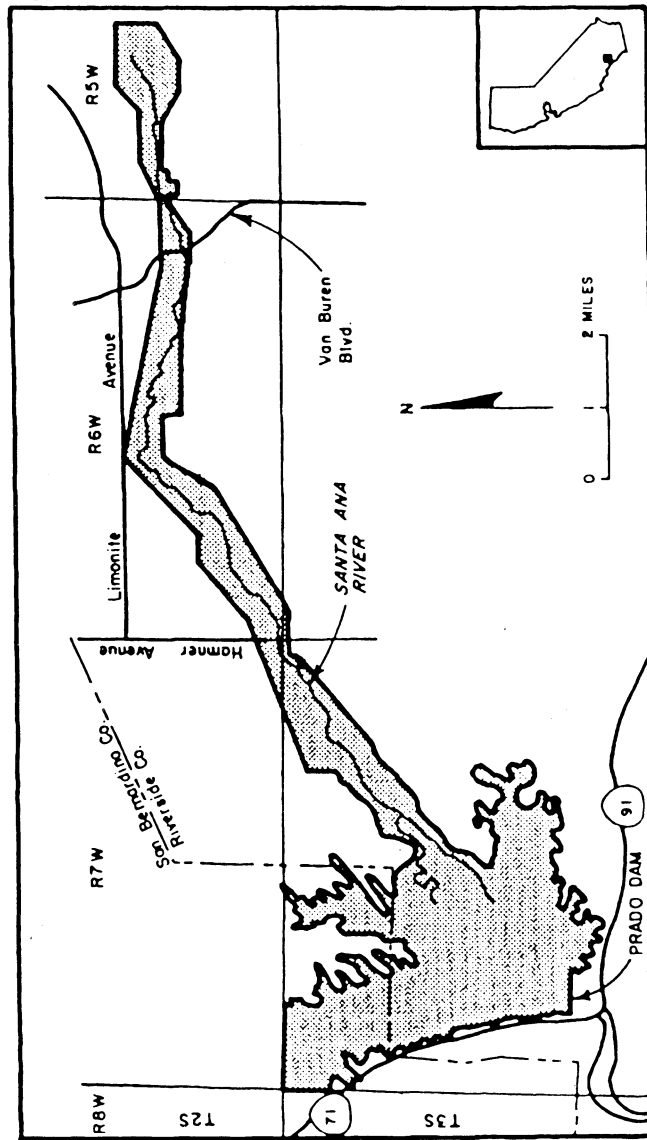 R8W
R7W
R6W
R5W
T2S
T3S
San Bernardino Co.
Riverside Co.
Limonite
Avenue
Hamner
Avenue
Van Buren
Blvd.
SANTA ANA
RIVER
N
0
1
2 MILES
71
91
PRADO DAM